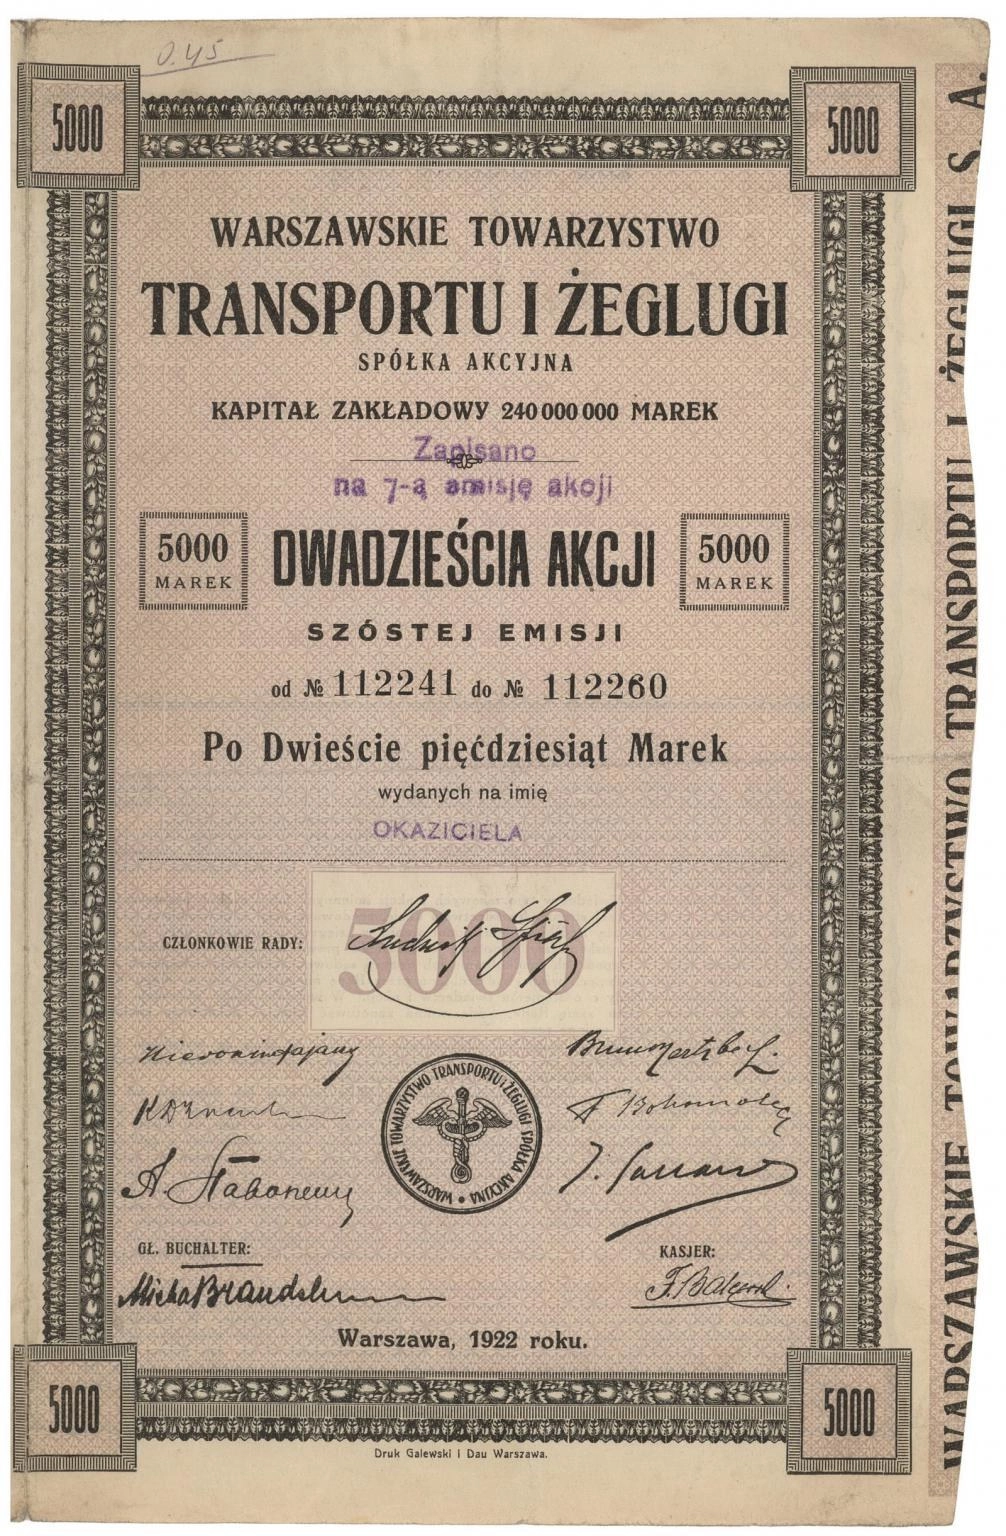 0.45
5000
5000
WARSZAWSKIE TOWARZYSTWO
TRANSPORTU I ŻEGLUGI
SPÓŁKA AKCYJNA
KAPITAŁ ZAKŁADOWY 240 000 000 MAREK
Zapisano
na 7-ą emisję akcji
5000
MAREK
DWADZIEŚCIA AKCJI
5000
MAREK
SZÓSTEJ EMISJI
od № 112241 do № 112260
Po Dwieście pięćdziesiąt Marek
wydanych na imię
OKAZICIELA
5000
CZŁONKOWIE RADY:
WARSZAWSKIE TOWARZYSTWO TRANSPORTU I ŻEGLUGI SPÓŁKA AKCYJNA
GŁ. BUCHALTER:
KASJER:
Warszawa, 1922 roku.
5000
5000
Druk Galewski i Dau Warszawa.
WARSZAWSKIE TOWARZYSTWO TRANSPORTU I ŻEGLUGI S. A.